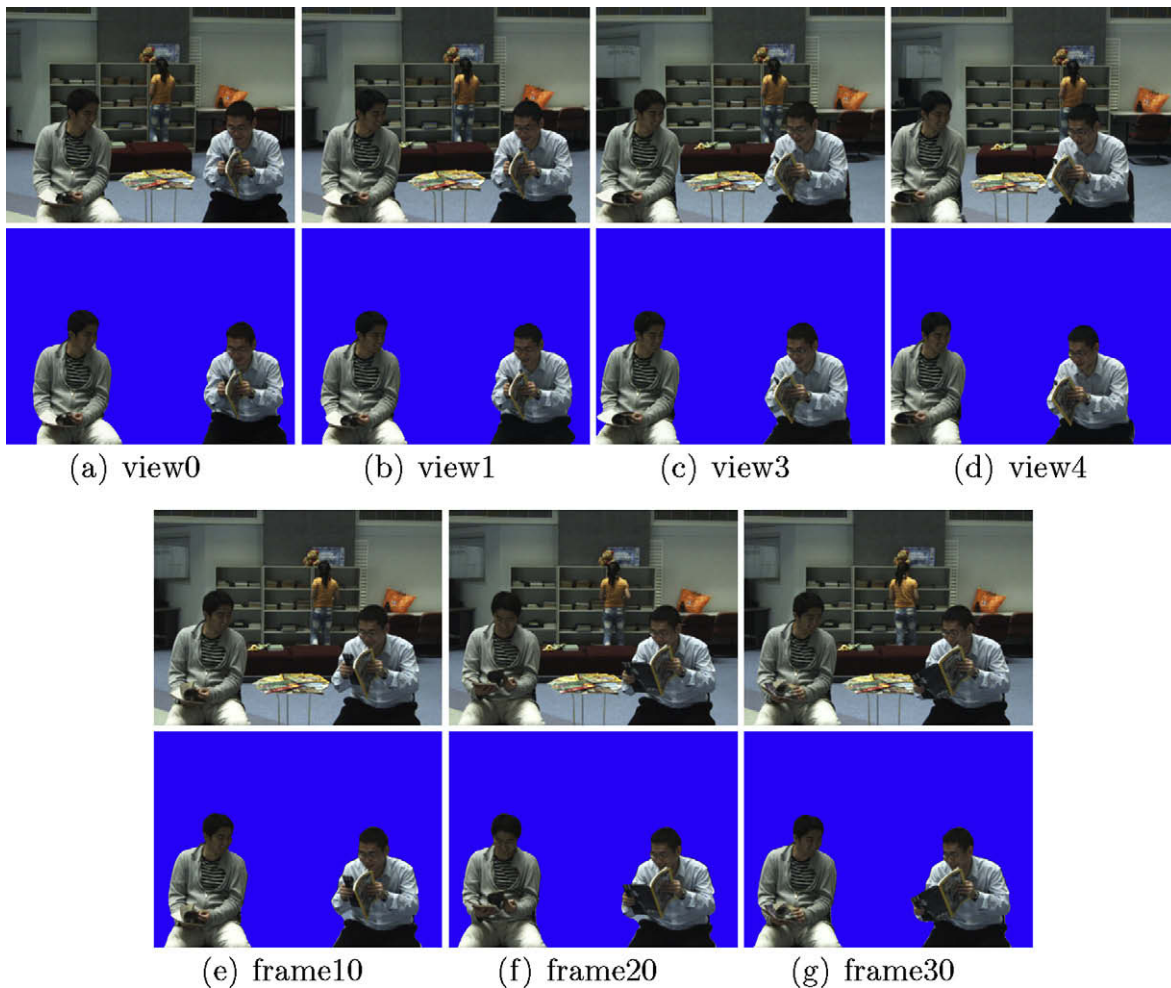 (a) view0
(b) view1
(c) view3
(d) view4
(e) frame10
(f) frame20
(g) frame30